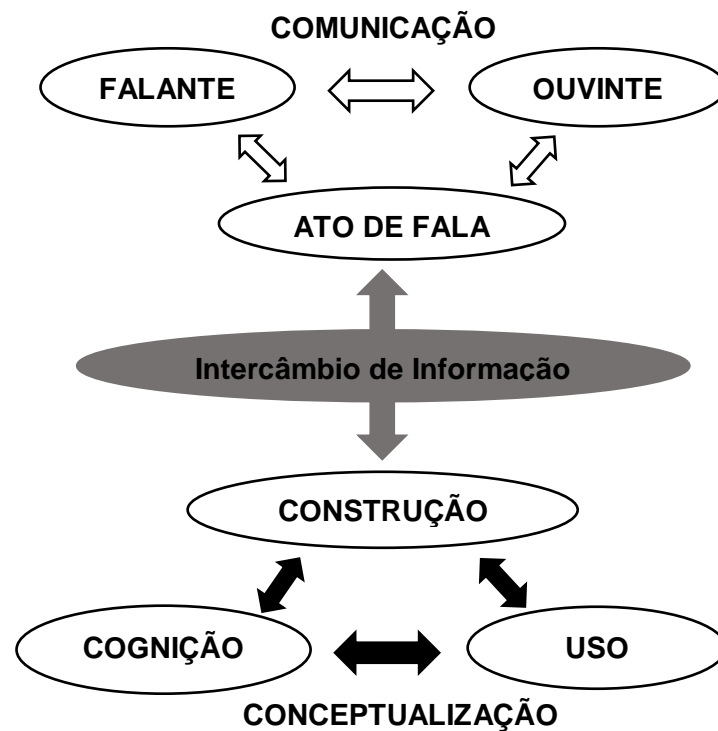 COMUNICAÇÃO
FALANTE
OUVINTE
ATO DE FALA
Intercâmbio de Informação
CONSTRUÇÃO
COGNIÇÃO
USO
CONCEPTUALIZAÇÃO